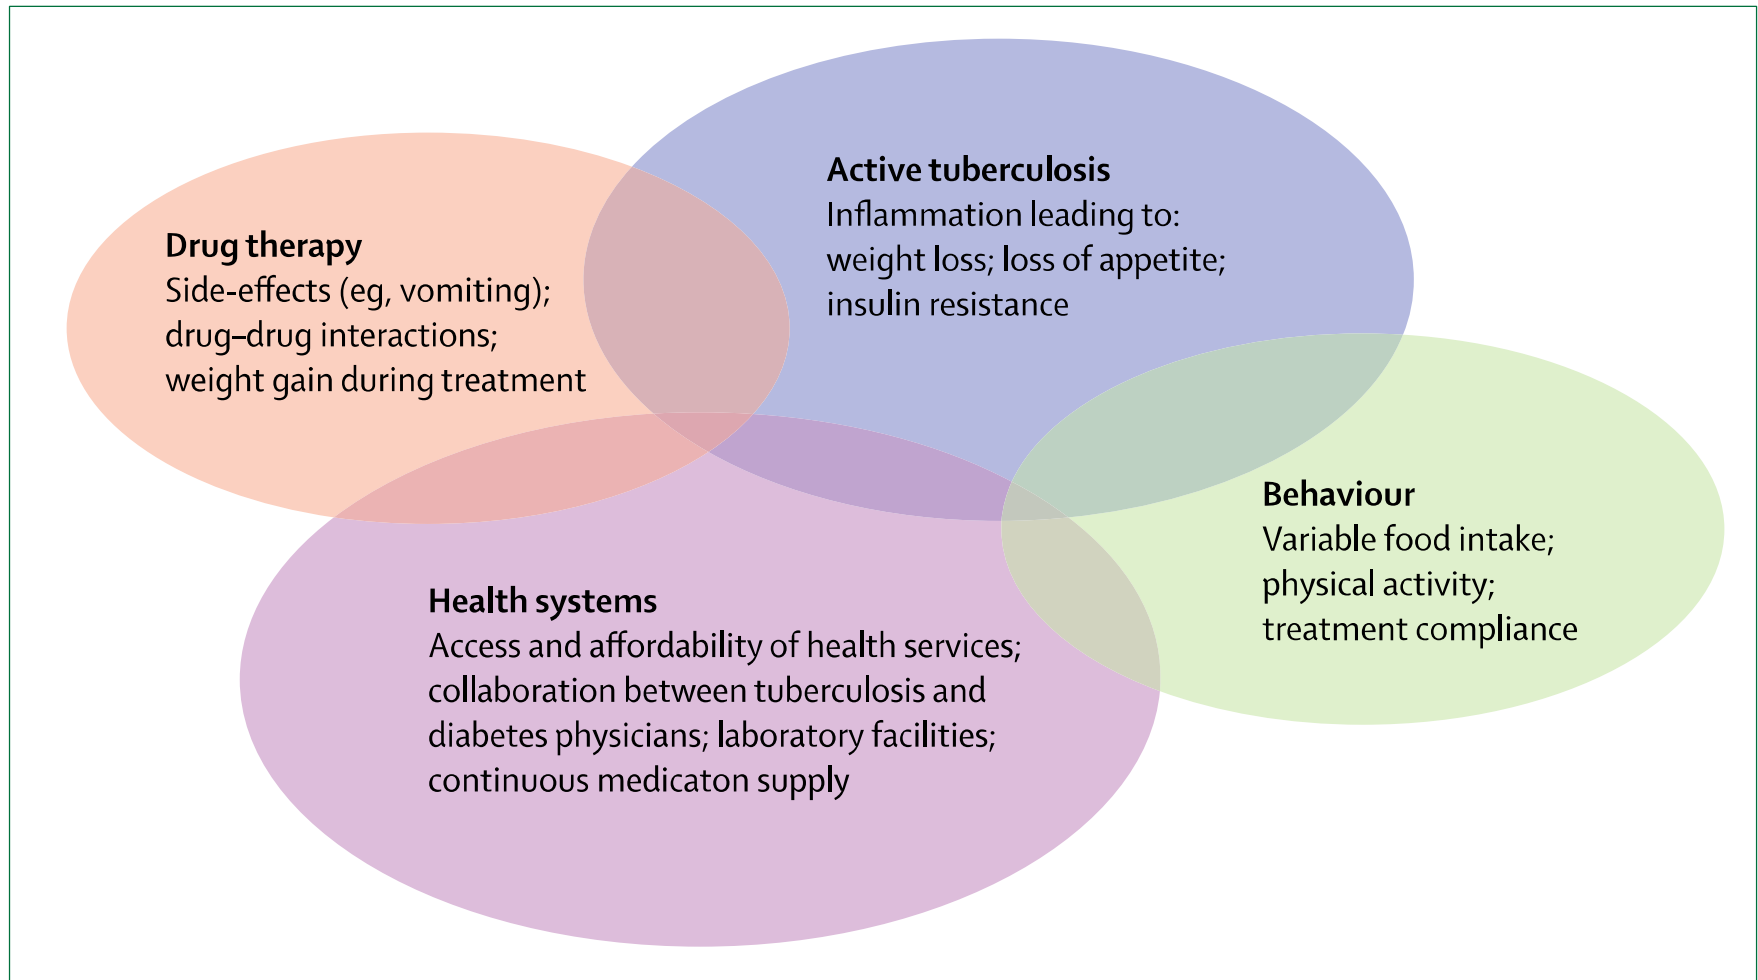 Drug therapy
Side-effects (eg, vomiting);
drug–drug interactions;
weight gain during treatment
Active tuberculosis
Inflammation leading to:
weight loss; loss of appetite;
insulin resistance
Behaviour
Variable food intake;
physical activity;
treatment compliance
Health systems
Access and affordability of health services;
collaboration between tuberculosis and
diabetes physicians; laboratory facilities;
continuous medicaton supply